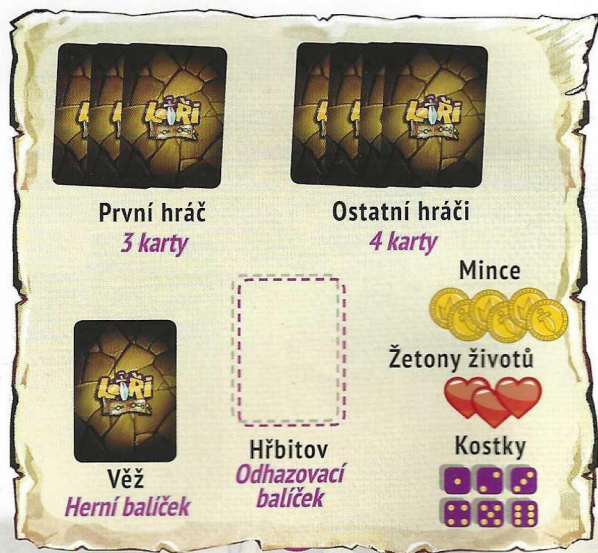 První hráč
3 karty
Ostatní hráči
4 karty
Mince
Žetony životů
Kostky
Věž
Herní balíček
Hřbitov
Odhazovací
balíček